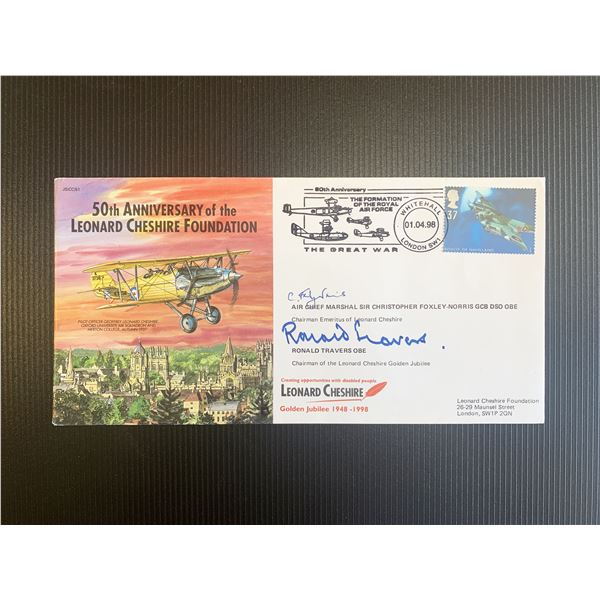 JS(CC)61
50th ANNIVERSARY of the
LEONARD CHESHIRE FOUNDATION
PILOT OFFICER GEOFFREY LEONARD CHESHIRE,
OXFORD UNIVERSITY AIR SQUADRON AND
MERTON COLLEGE, AUTUMN 1937
80th Anniversary
THE FORMATION
OF THE ROYAL
AIR FORCE
THE GREAT WAR
WHITEHALL
01.04.98
LONDON SW1
37
AIR CHIEF MARSHAL SIR CHRISTOPHER FOXLEY-NORRIS GCB DSO OBE
Chairman Emeritus of Leonard Cheshire
Ronald Travers.
RONALD TRAVERS OBE
Chairman of the Leonard Cheshire Golden Jubilee
Creating opportunities with disabled people
LEONARD CHESHIRE
Golden Jubilee 1948 -1998
Leonard Cheshire Foundation
26-29 Maunsel Street
London, SW1P 2GN